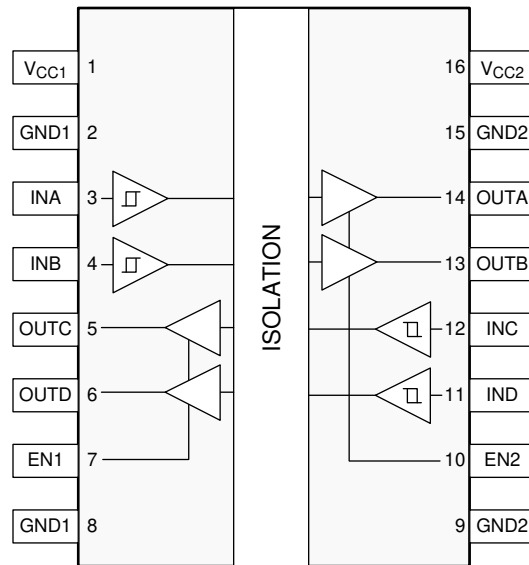 VCC1 1 16 VCC2
GND1 2 15 GND2
INA 3 14 OUTA
INB 4 13 OUTB
ISOLATION
OUTC 5 12 INC
OUTD 6 11 IND
EN1 7 10 EN2
GND1 8 9 GND2